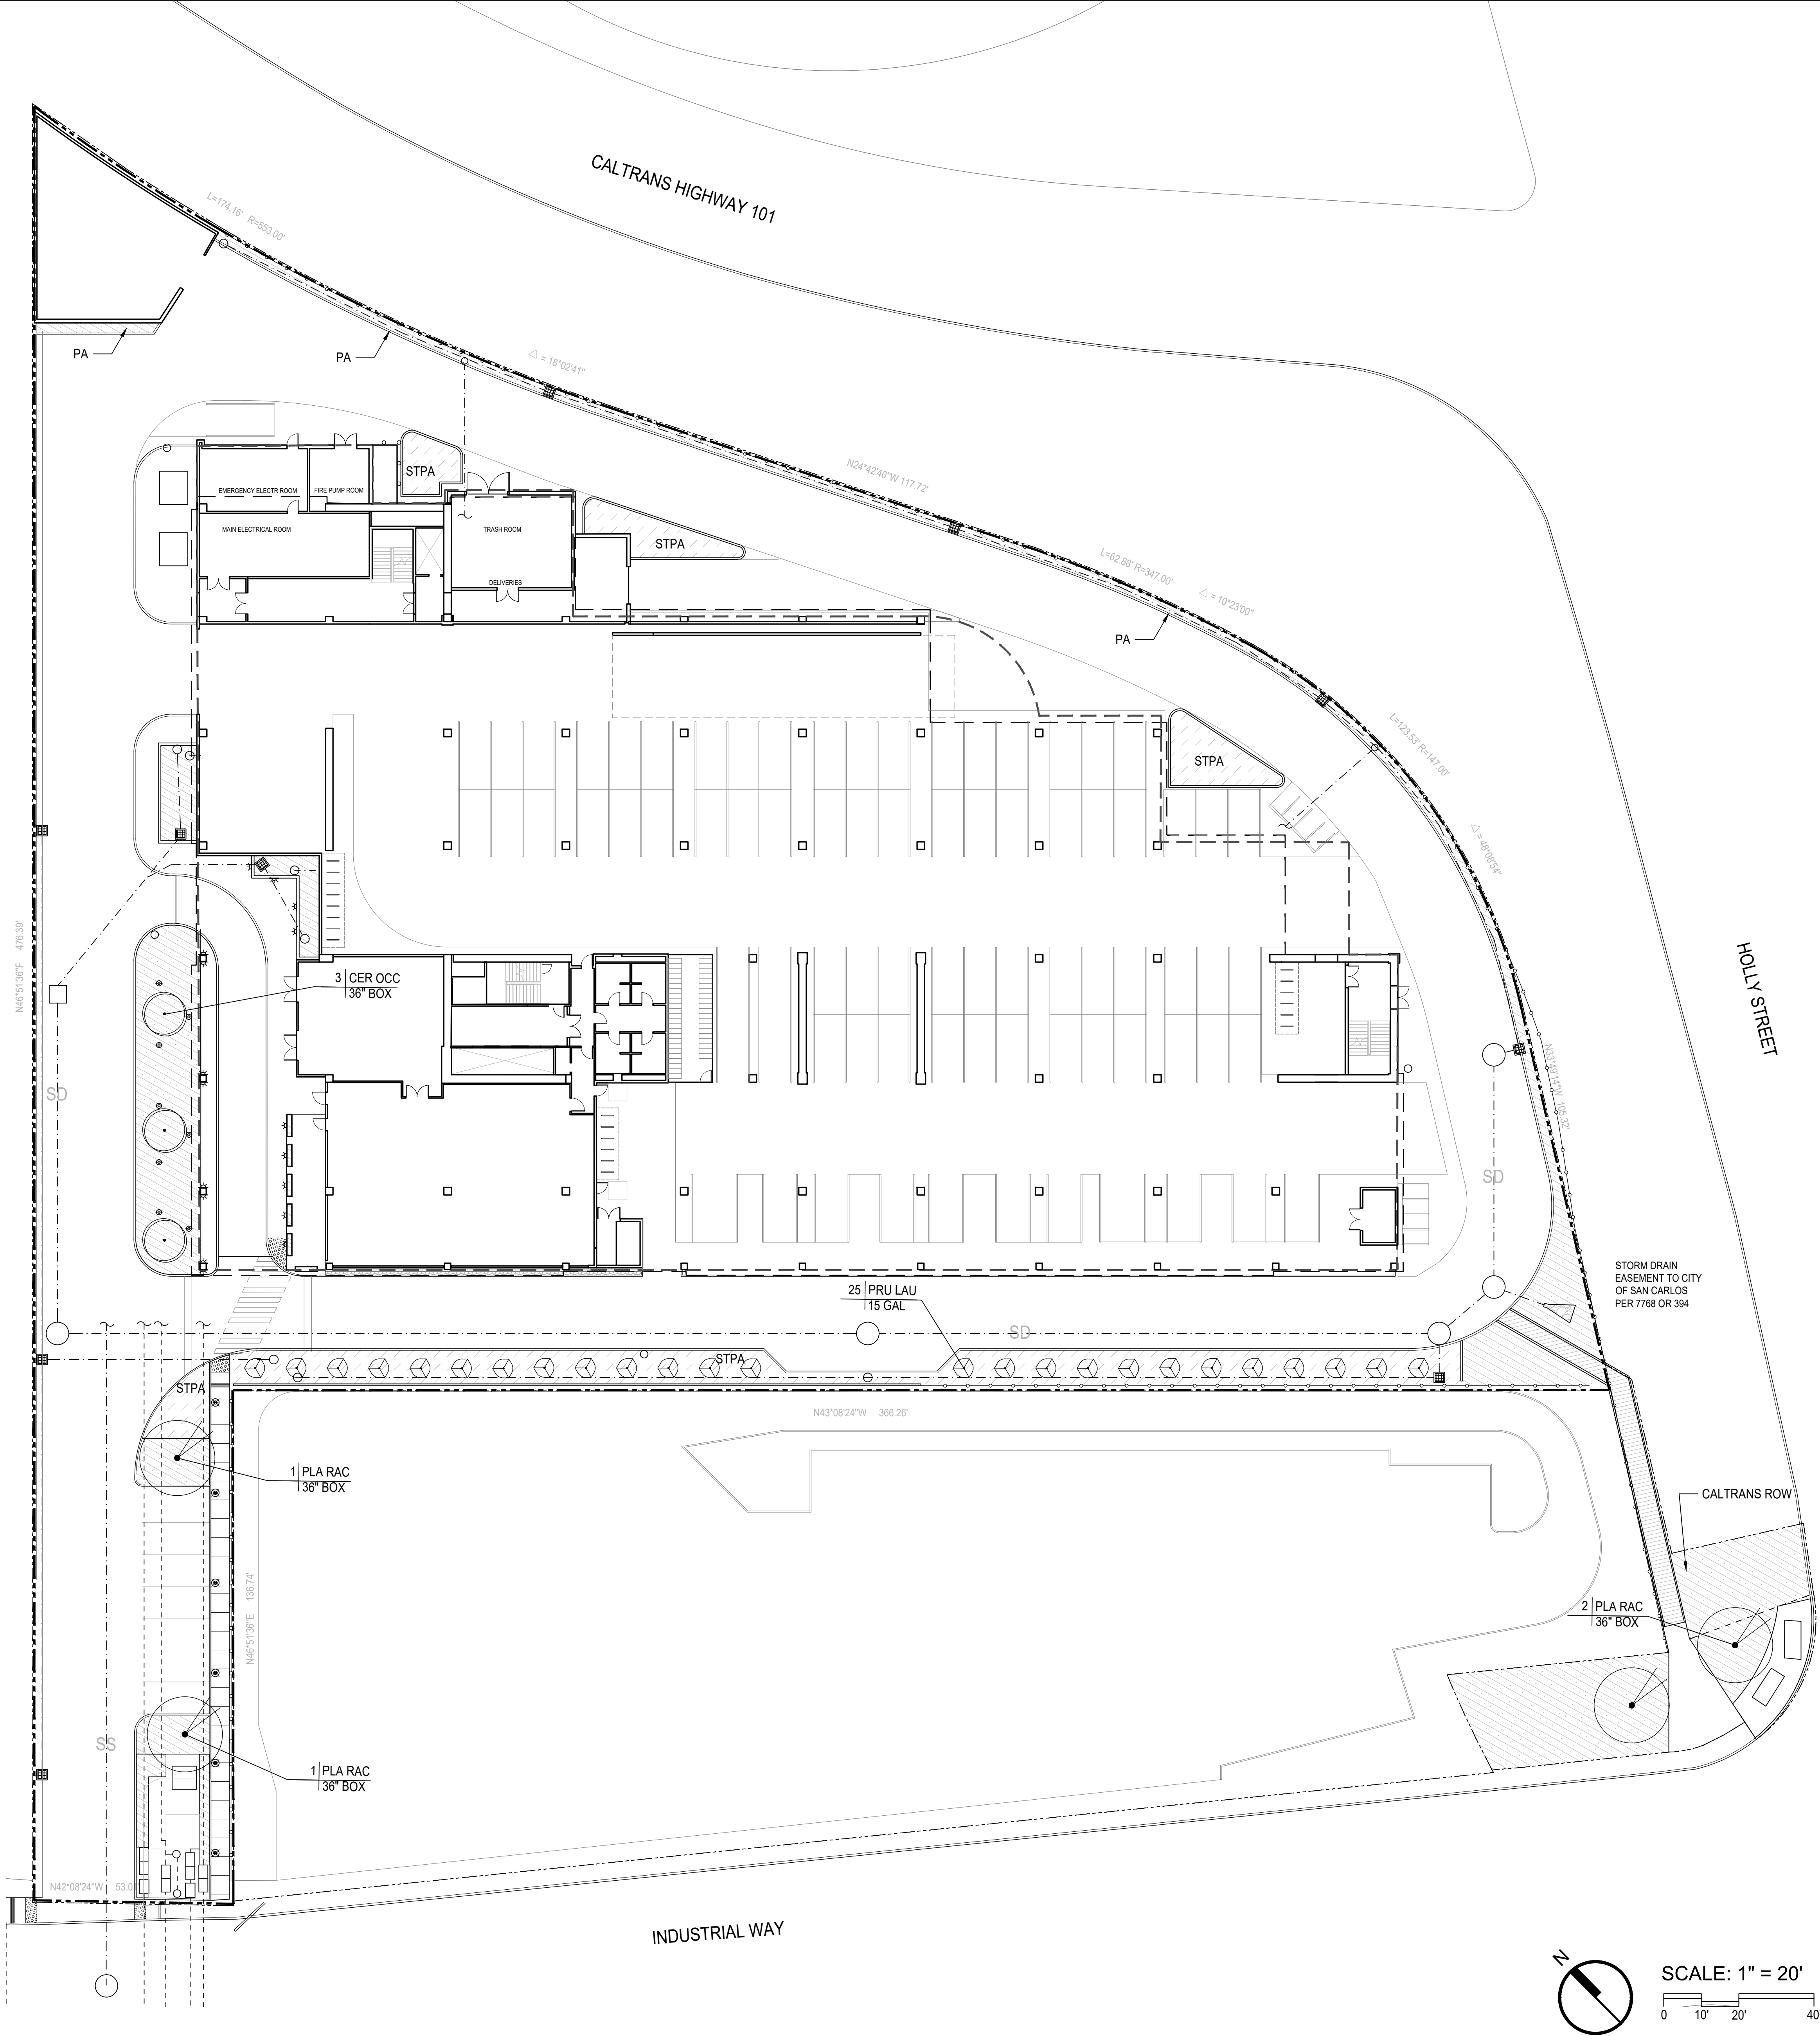 CALTRANS HIGHWAY 101
L=174.16' R=553.00'
PA
PA
△ = 18°02'41"
STPA
EMERGENCY ELECTR ROOM
FIRE PUMP ROOM
N24°42'40"W 117.72'
MAIN ELECTRICAL ROOM
TRASH ROOM
STPA
L=62.88' R=347.00'
DELIVERIES
△ = 10°23'00"
PA
L=123.53' R=147.00'
STPA
△ = 48°08'54"
N46°51'36"E 476.39'
HOLLY STREET
3 CER OCC
36" BOX
N33°49'14"W 105.32'
SD
SD
STORM DRAIN
EASEMENT TO CITY
OF SAN CARLOS
PER 7768 OR 394
25 PRU LAU
15 GAL
SD
STPA
STPA
N43°08'24"W 366.26'
1 PLA RAC
36" BOX
CALTRANS ROW
N46°51'36"E 136.74'
2 PLA RAC
36" BOX
SS
1 PLA RAC
36" BOX
N42°08'24"W 53.01'
INDUSTRIAL WAY
N
SCALE: 1" = 20'
0 10' 20' 40